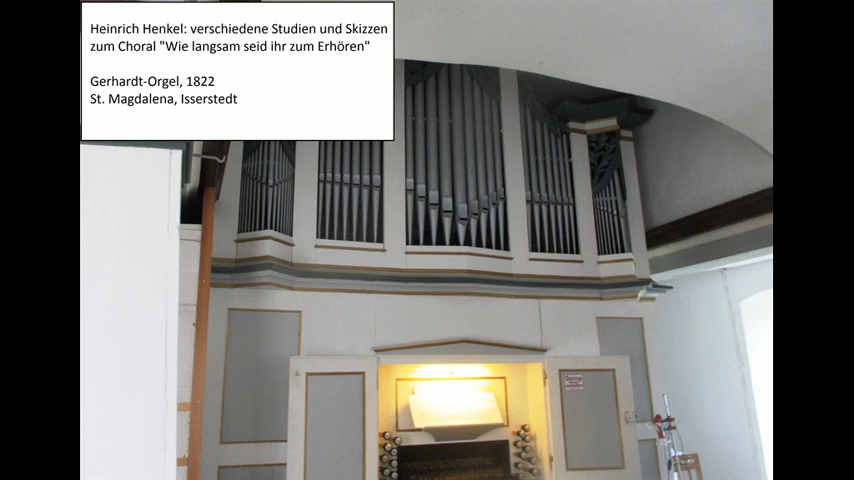 Heinrich Henkel: verschiedene Studien und Skizzen
zum Choral "Wie langsam seid ihr zum Erhören"
Gerhardt-Orgel, 1822
St. Magdalena, Isserstedt